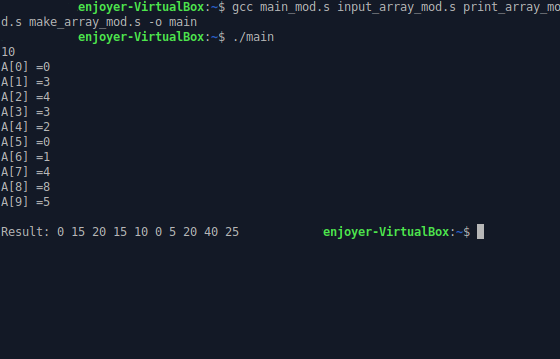 enjoyer-VirtualBox:~$ gcc main_mod.s input_array_mod.s print_array_mo
d.s make_array_mod.s -o main
enjoyer-VirtualBox:~$ ./main
10
A[0] =0
A[1] =3
A[2] =4
A[3] =3
A[4] =2
A[5] =0
A[6] =1
A[7] =4
A[8] =8
A[9] =5
Result: 0 15 20 15 10 0 5 20 40 25 enjoyer-VirtualBox:~$